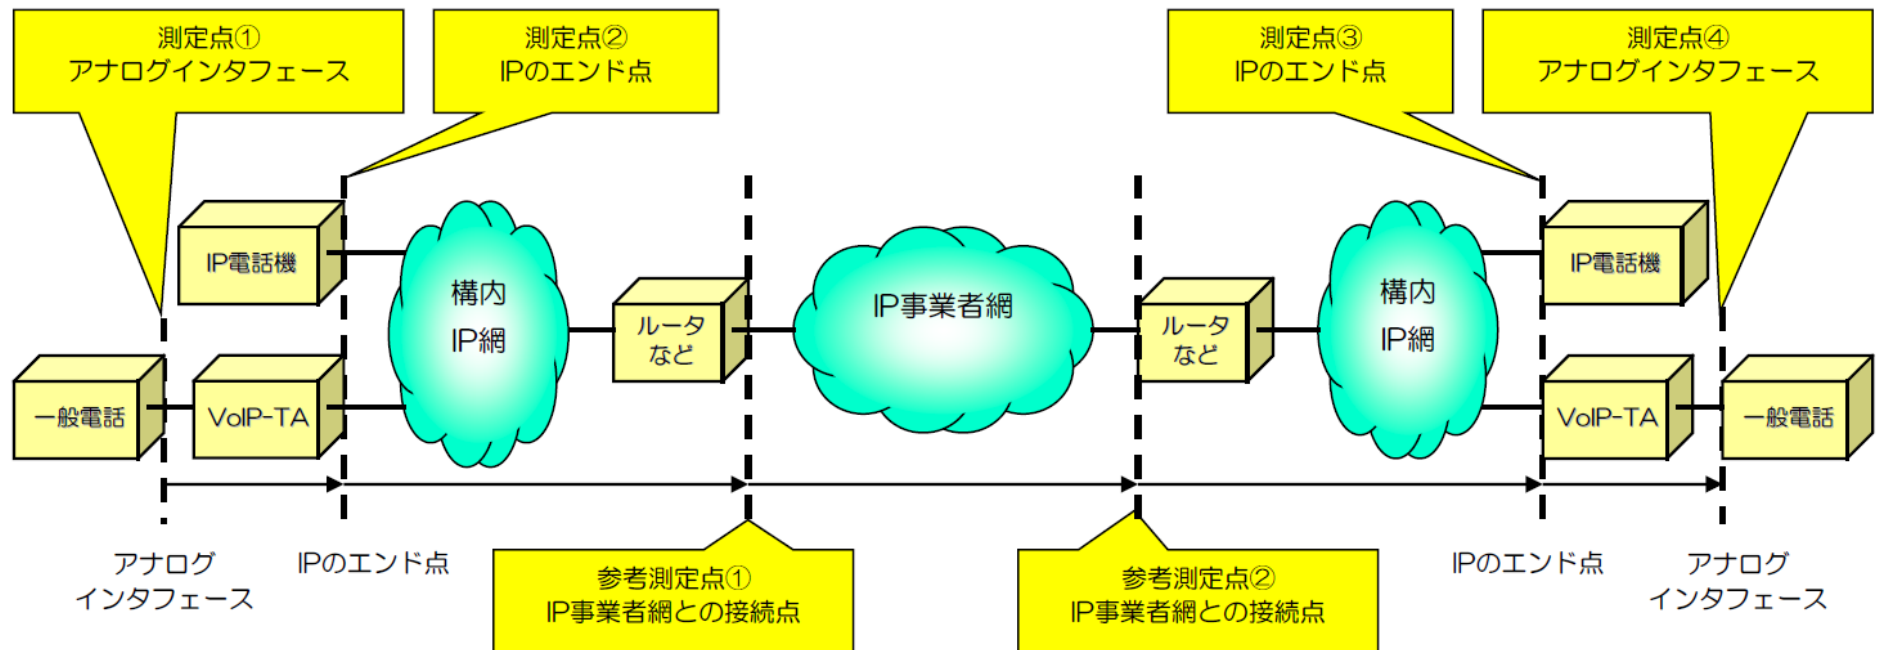 測定点①
アナログインタフェース
測定点②
IPのエンド点
測定点③
IPのエンド点
測定点④
アナログインタフェース
IP電話機
一般電話
VoIP-TA
構内
IP網
ルータ
など
IP事業者網
ルータ
など
構内
IP網
IP電話機
VoIP-TA
一般電話
アナログ
インタフェース
IPのエンド点
参考測定点①
IP事業者網との接続点
参考測定点②
IP事業者網との接続点
IPのエンド点
アナログ
インタフェース